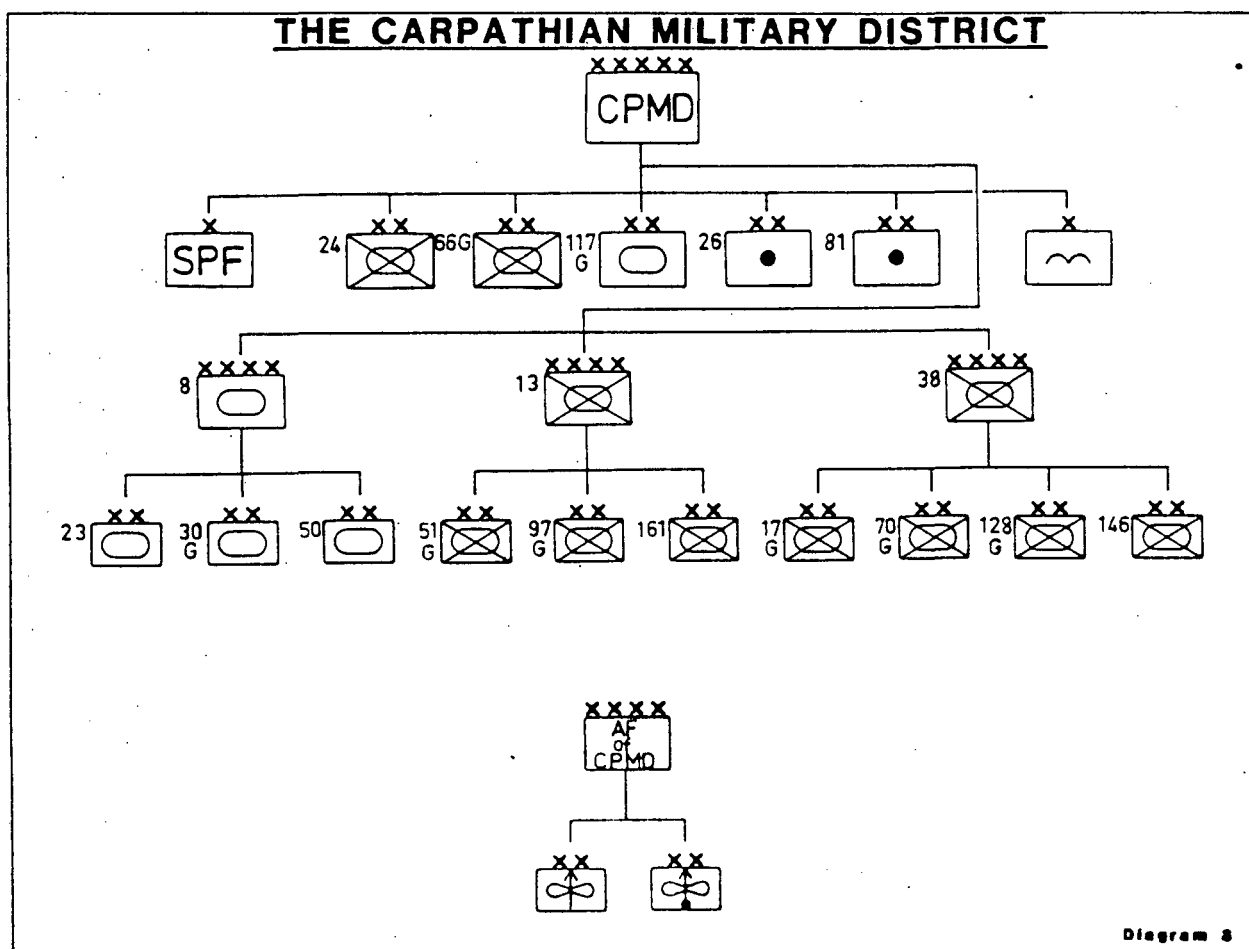 THE CARPATHIAN MILITARY DISTRICT
XXXXX
CPMD
X XX XX XX XX XX X
SPF 24 66G 117 26 81
G
XXXX XXXX XXXX
8 13 38
XX XX XX XX XX XX XX XX XX XX
23 30 50 51 97 161 17 70 128 146
G G G G G G
XXXX
AF
of
CPMD
XX XX
Diagram 8